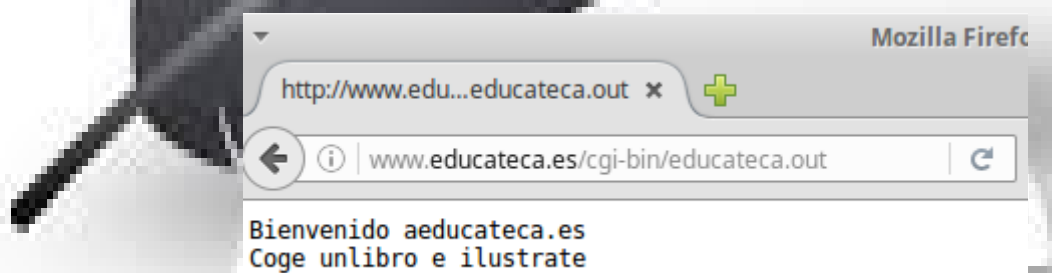 Mozilla Firefo
http://www.edu...educateca.out
www.educateca.es/cgi-bin/educateca.out
Bienvenido aeducateca.es
Coge unlibro e ilustrate